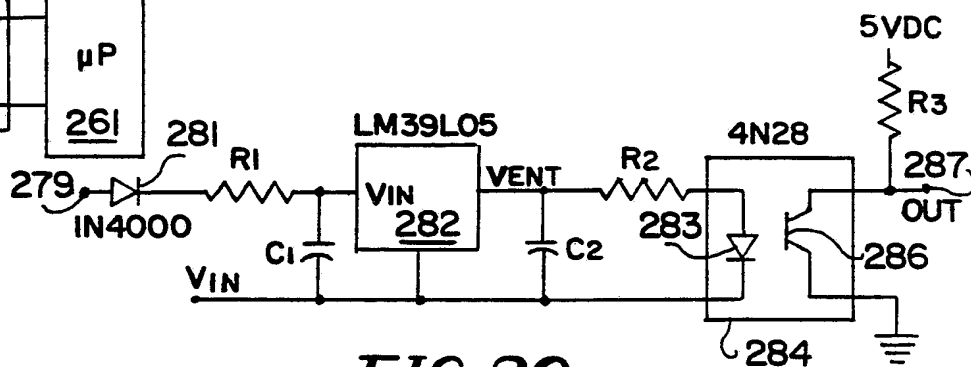 5VDC
μP
261
R3
281
LM39L05
4N28
R1
R2
287
279
VIN
VENT
1N4000
282
283
OUT
C1
C2
286
VIN
284